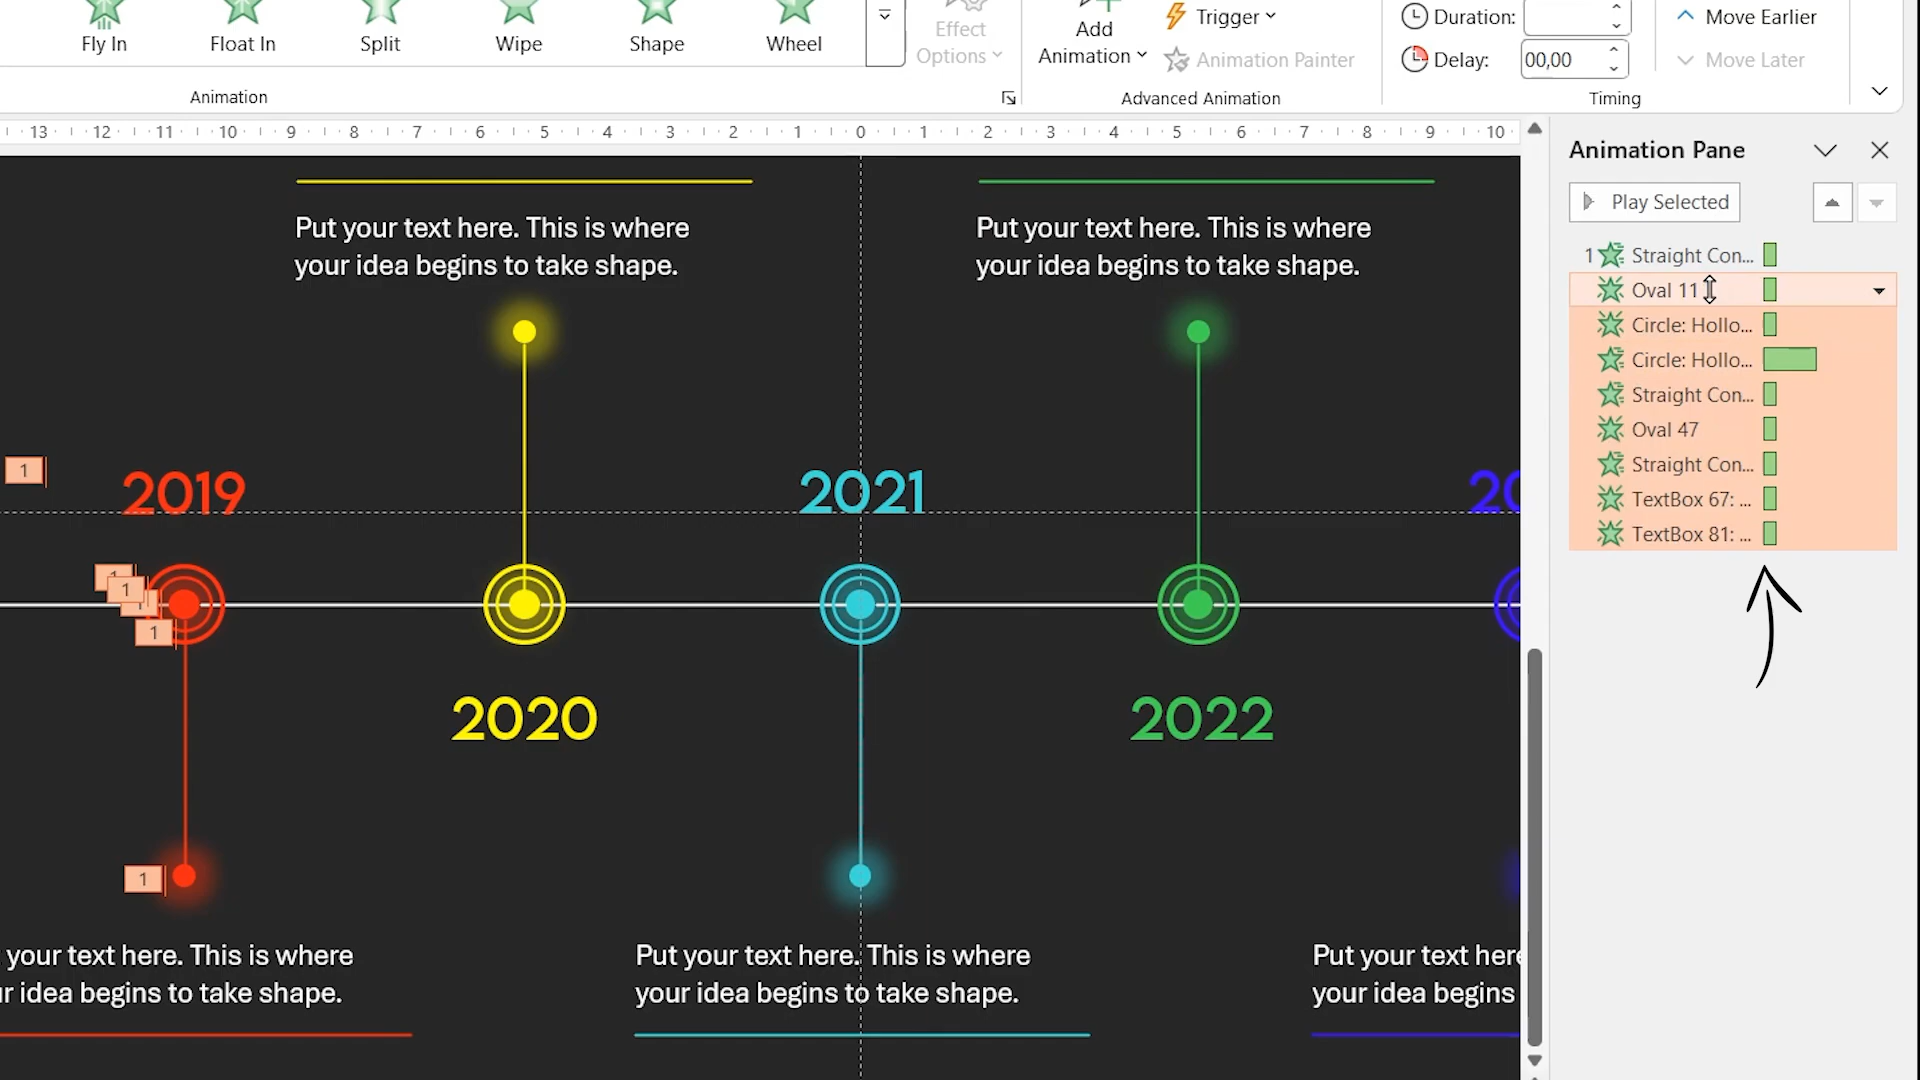 Fly In
Float In
Split
Wipe
Shape
Wheel
Effect
Options
Add
Animation
Trigger
Animation Painter
Duration:
Delay:
00,00
Move Earlier
Move Later
Animation
Advanced Animation
Timing
13 12 11 10 9 8 7 6 5 4 3 2 1 0 1 2 3 4 5 6 7 8 9 10
Animation Pane
Play Selected
1 Straight Con...
Oval 11
Circle: Hollo...
Circle: Hollo...
Straight Con...
Oval 47
Straight Con...
TextBox 67: ...
TextBox 81: ...
Put your text here. This is where
your idea begins to take shape.
Put your text here. This is where
your idea begins to take shape.
1
2019
2021
20
1
1
1
1
2020
2022
1
your text here. This is where
r idea begins to take shape.
Put your text here. This is where
your idea begins to take shape.
Put your text here
your idea begins